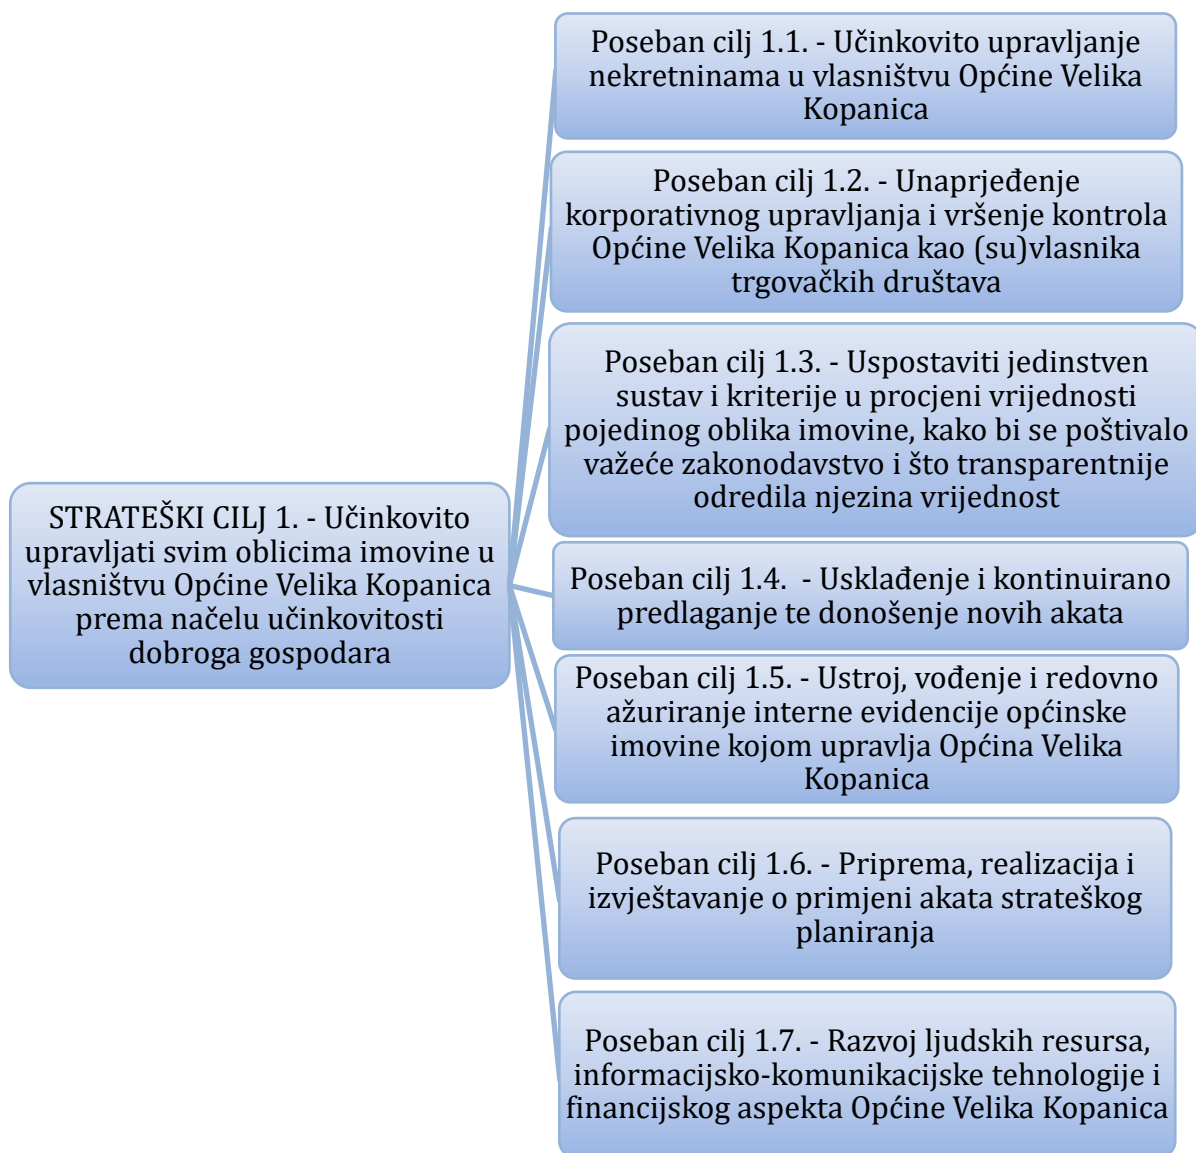 STRATEŠKI CILJ 1. - Učinkovito
upravljati svim oblicima imovine u
vlasništvu Općine Velika Kopanica
prema načelu učinkovitosti
dobroga gospodara
Poseban cilj 1.1. - Učinkovito upravljanje
nekretninama u vlasništvu Općine Velika
Kopanica
Poseban cilj 1.2. - Unaprjeđenje
korporativnog upravljanja i vršenje kontrola
Općine Velika Kopanica kao (su)vlasnika
trgovačkih društava
Poseban cilj 1.3. - Uspostaviti jedinstven
sustav i kriterije u procjeni vrijednosti
pojedinog oblika imovine, kako bi se poštivalo
važeće zakonodavstvo i što transparentnije
odredila njezina vrijednost
Poseban cilj 1.4.  - Usklađenje i kontinuirano
predlaganje te donošenje novih akata
Poseban cilj 1.5. - Ustroj, vođenje i redovno
ažuriranje interne evidencije općinske
imovine kojom upravlja Općina Velika
Kopanica
Poseban cilj 1.6. - Priprema, realizacija i
izvještavanje o primjeni akata strateškog
planiranja
Poseban cilj 1.7. - Razvoj ljudskih resursa,
informacijsko-komunikacijske tehnologije i
financijskog aspekta Općine Velika Kopanica